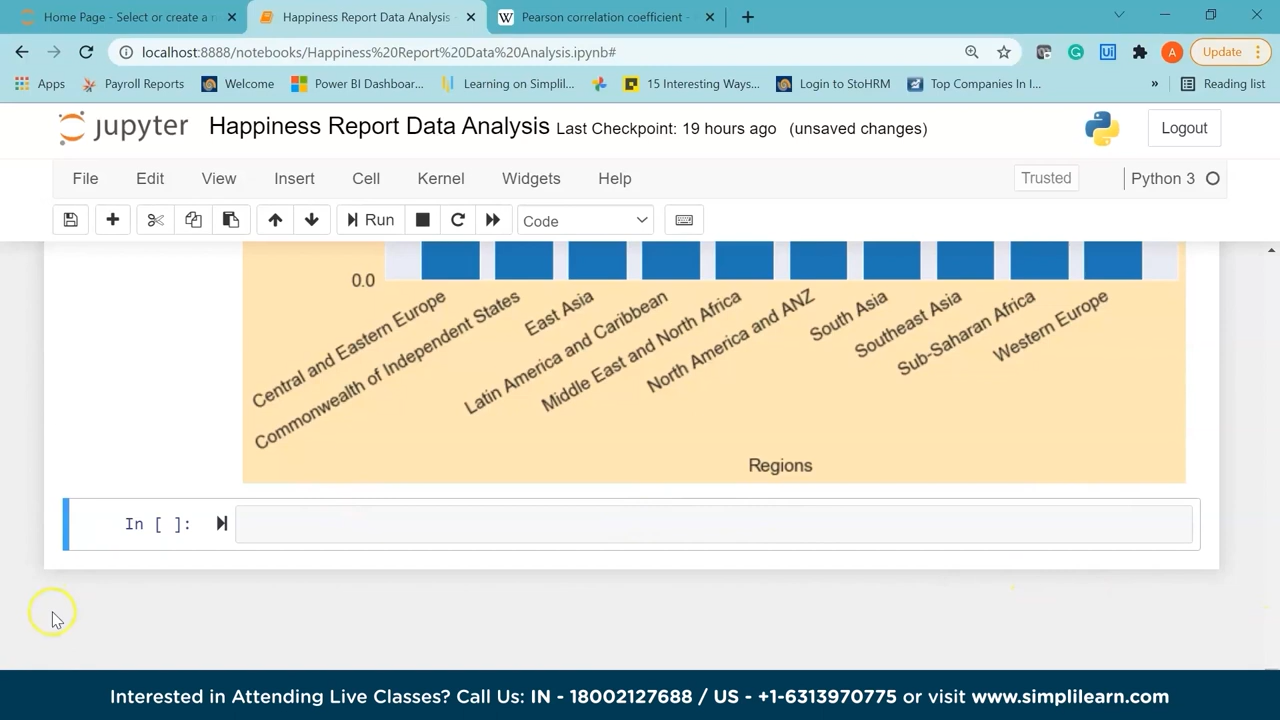 Home Page - Select or create a n
Happiness Report Data Analysis
Pearson correlation coefficient -
localhost:8888/notebooks/Happiness%20Report%20Data%20Analysis.ipynb#
A
Update
Apps
Payroll Reports
Welcome
Power BI Dashboar...
Learning on Simplil...
15 Interesting Ways...
Login to StoHRM
Top Companies In I...
»
Reading list
jupyter
Happiness Report Data Analysis
Last Checkpoint: 19 hours ago (unsaved changes)
Logout
File
Edit
View
Insert
Cell
Kernel
Widgets
Help
Trusted
Python 3
Run
Code
0.0
Central and Eastern Europe
Commonwealth of Independent States
East Asia
Latin America and Caribbean
Middle East and North Africa
North America and ANZ
South Asia
Southeast Asia
Sub-Saharan Africa
Western Europe
Regions
In [ ]:
Interested in Attending Live Classes? Call Us: IN - 18002127688 / US - +1-6313970775 or visit www.simplilearn.com